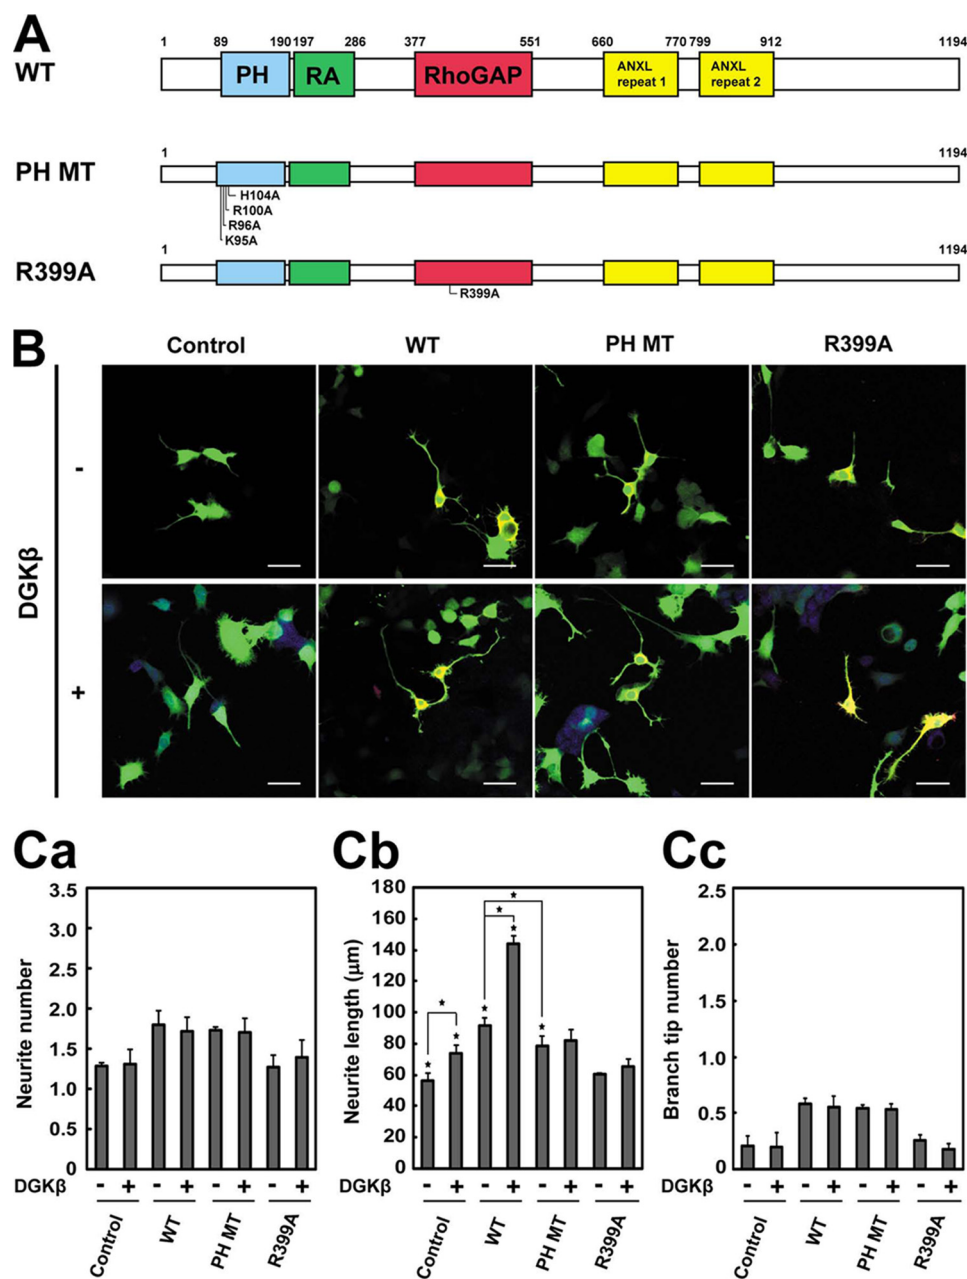 A
1 89 190 197 286 377 551 660 770 799 912 1194
WT PH RA RhoGAP ANXL repeat 1 ANXL repeat 2
1 1194
PH MT
H104A
R100A
R96A
K95A
1 1194
R399A
R399A
B
Control WT PH MT R399A
-
DGKβ
+
Ca
3.5
3.0
2.5
2.0
1.5
1.0
0.5
0
Neurite number
DGKβ - + - + - + - +
Control WT PH MT R399A
Cb
180
160
140
120
100
80
60
40
20
0
Neurite length (μm)
* * * * * * * *
DGKβ - + - + - + - +
Control WT PH MT R399A
Cc
2.5
2.0
1.5
1.0
0.5
0
Branch tip number
DGKβ - + - + - + - +
Control WT PH MT R399A